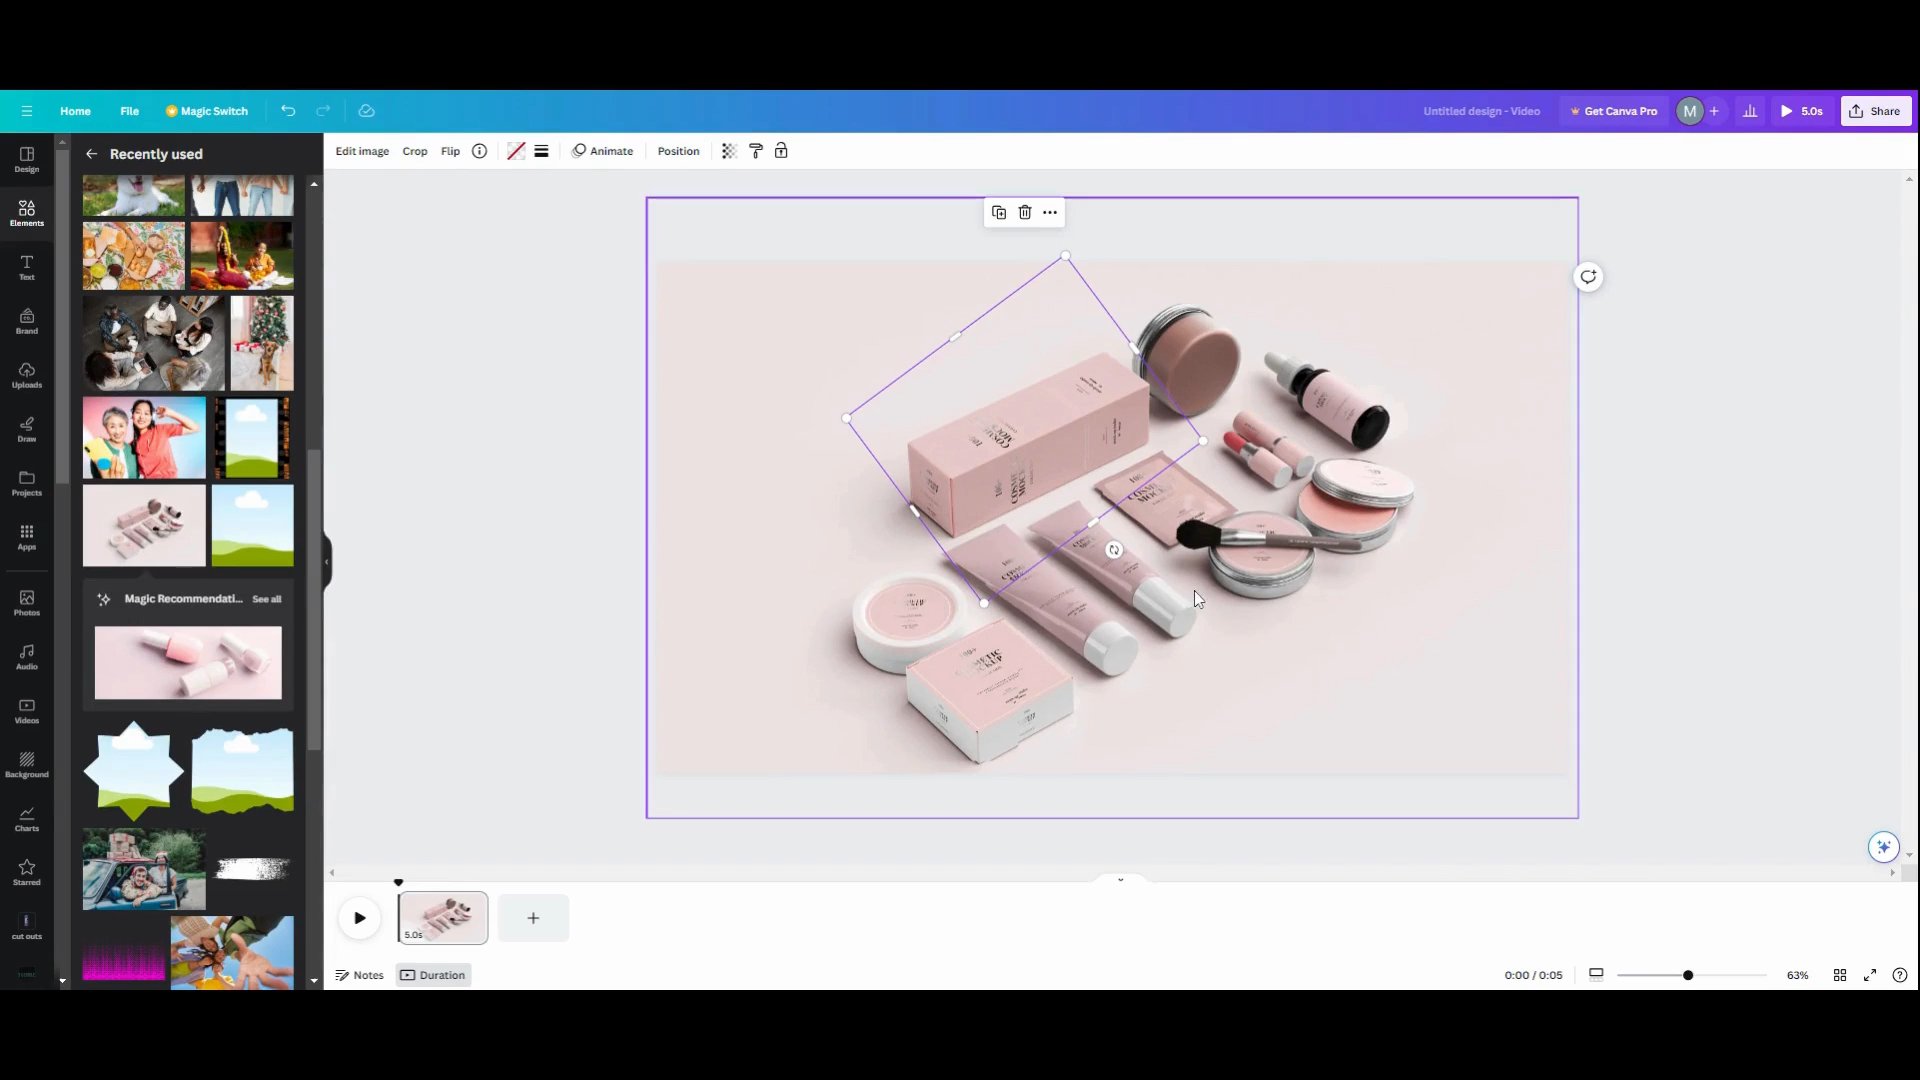 Home File Magic Switch Untitled design - Video Get Canva Pro M 5.0s Share
Design
Elements
Text
Brand
Uploads
Draw
Projects
Apps
Photos
Audio
Videos
Background
Charts
Starred
cut outs
Recently used
Magic Recommendati... See all
Edit image Crop Flip Animate Position
5.0s
Notes Duration 0:00 / 0:05 63%